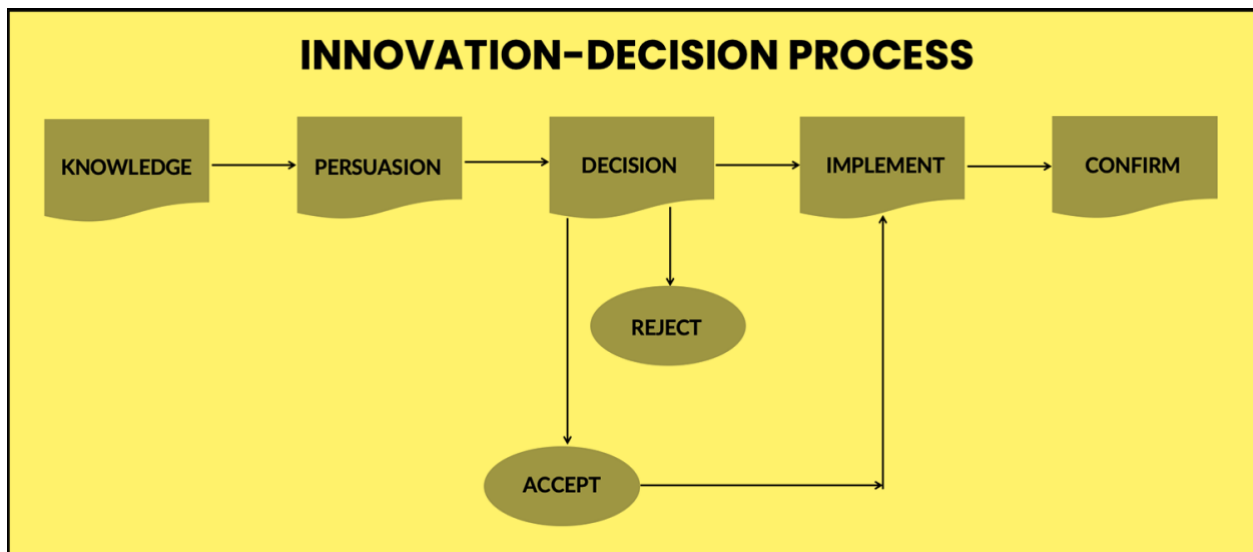 INNOVATION-DECISION PROCESS
KNOWLEDGE
PERSUASION
DECISION
IMPLEMENT
CONFIRM
REJECT
ACCEPT